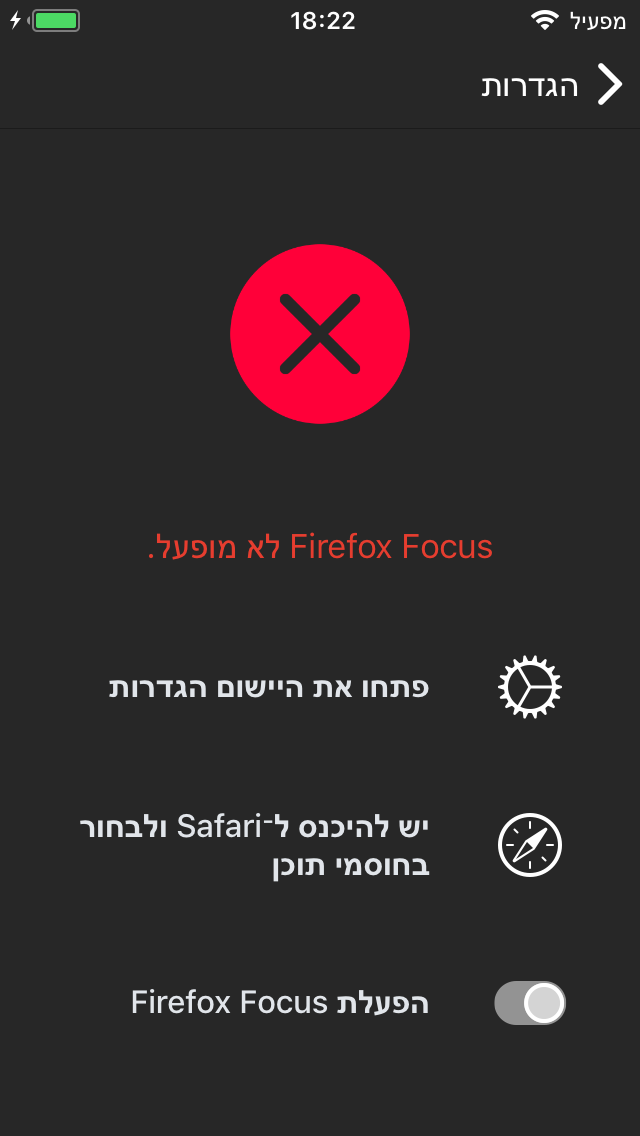 מפעיל
18:22
הגדרות
Firefox Focus לא מופעל.
פתחו את היישום הגדרות
יש להיכנס ל־Safari ולבחור
בחוסמי תוכן
הפעלת Firefox Focus